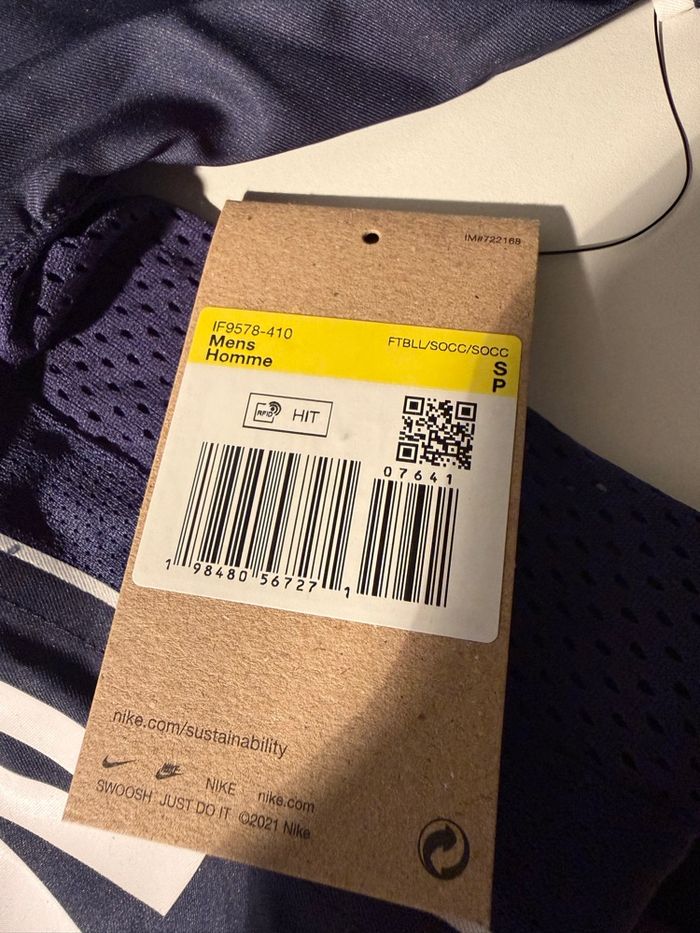 IM#722168
IF9578-410
Mens
Homme
FTBLL/SOCC/SOCC
S
P
RFID HIT
07641
1 98480 56727 1
nike.com/sustainability
NIKE nike.com
SWOOSH JUST DO IT ©2021 Nike